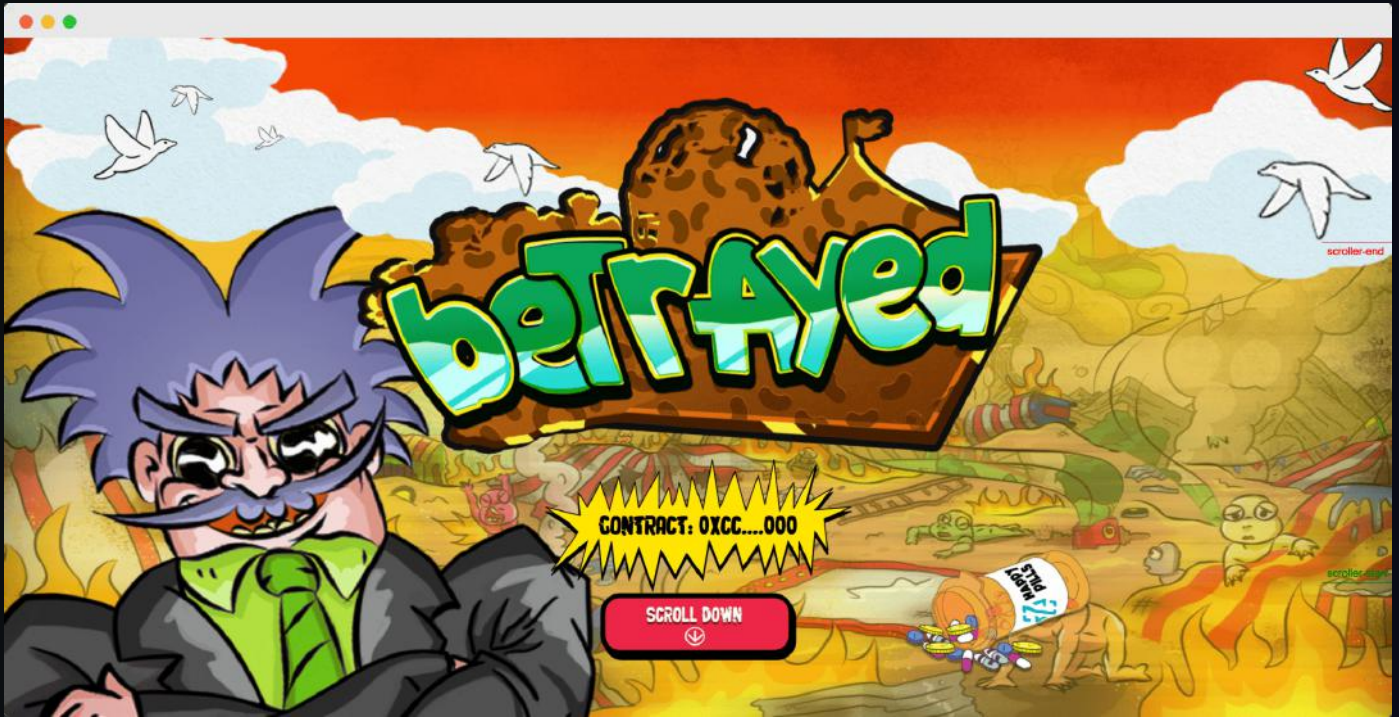 beTrAyed
scroller-end
CONTRACT: 0XCC....000
HAPPY
PILLS
SCROLL DOWN